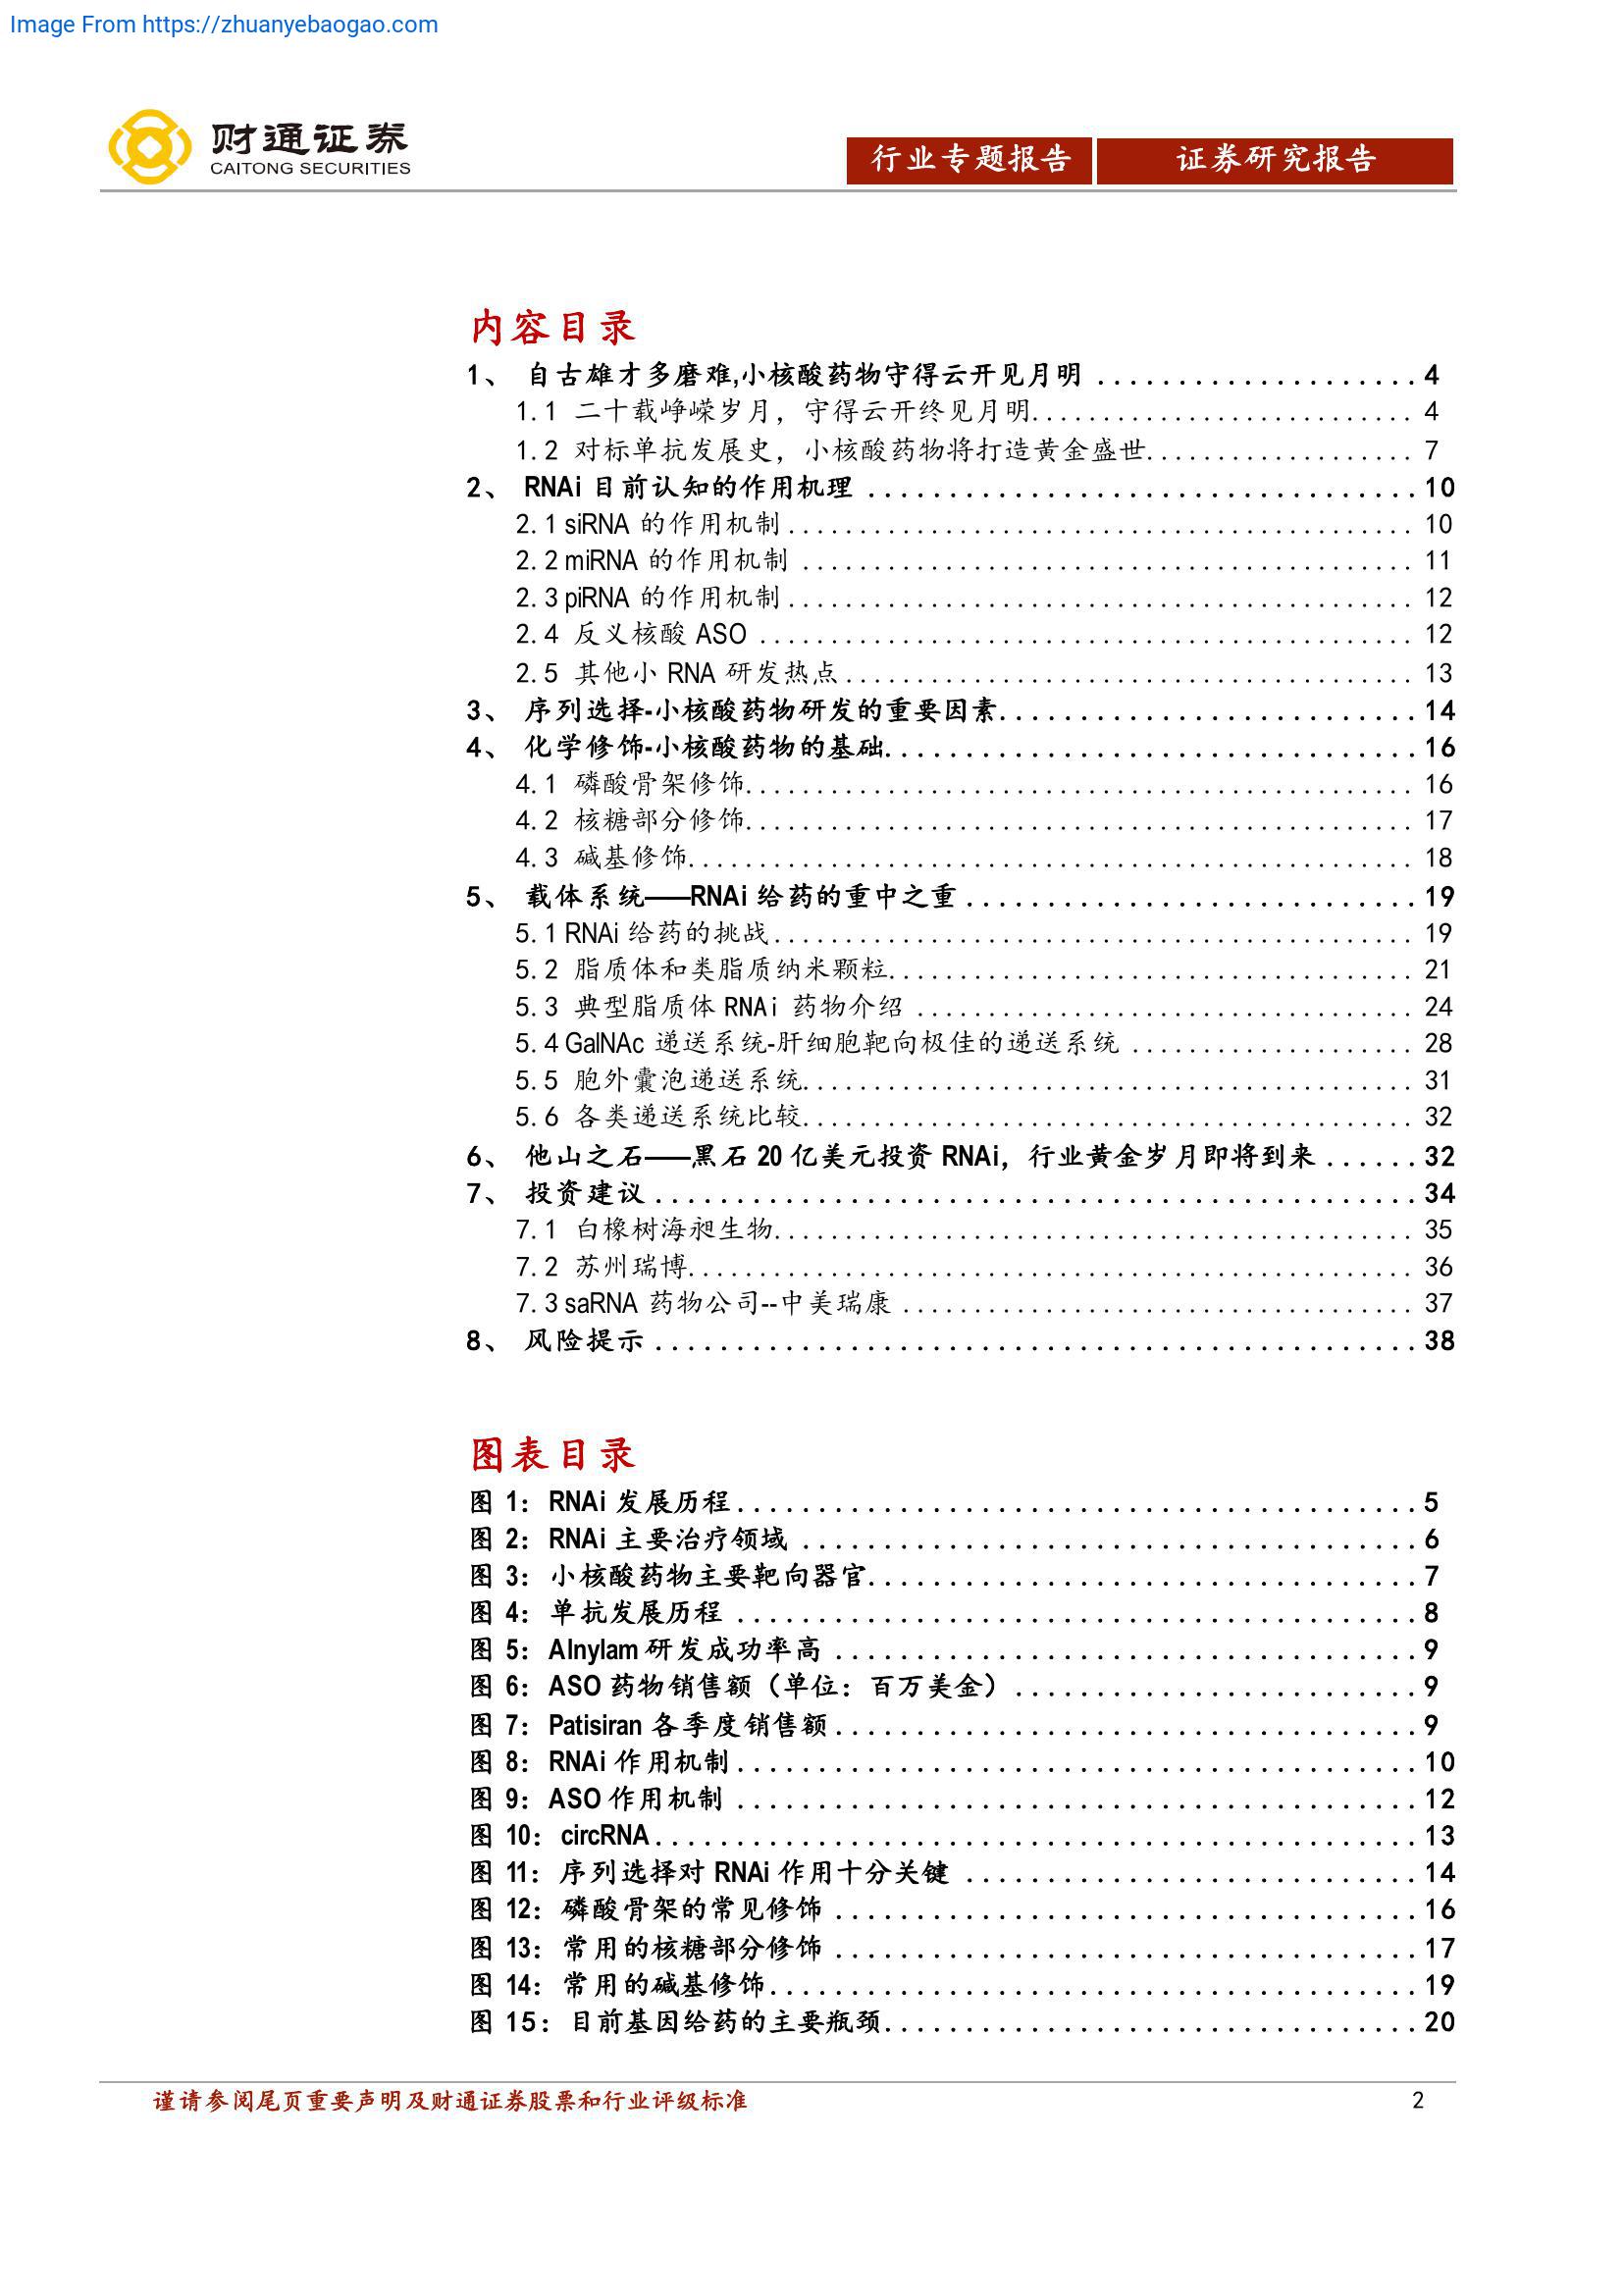 Image From https://zhuanyebaogao.com
财通证券
CAITONG SECURITIES
行业专题报告 证券研究报告
内容目录
1、 自古雄才多磨难,小核酸药物守得云开见月明 .................... 4
1.1 二十载峥嵘岁月，守得云开终见月明........................... 4
1.2 对标单抗发展史，小核酸药物将打造黄金盛世................... 7
2、 RNAi 目前认知的作用机理 .................................. 10
2.1 siRNA 的作用机制............................................ 10
2.2 miRNA 的作用机制 ........................................... 11
2.3 piRNA 的作用机制............................................ 12
2.4 反义核酸 ASO .............................................. 12
2.5 其他小 RNA 研发热点........................................ 13
3、 序列选择-小核酸药物研发的重要因素.......................... 14
4、 化学修饰-小核酸药物的基础................................. 16
4.1 磷酸骨架修饰............................................... 16
4.2 核糖部分修饰............................................... 17
4.3 碱基修饰................................................... 18
5、 载体系统——RNAi 给药的重中之重 ............................ 19
5.1 RNAi 给药的挑战............................................. 19
5.2 脂质体和类脂质纳米颗粒..................................... 21
5.3 典型脂质体 RNAi 药物介绍 ................................... 24
5.4 GalNAc 递送系统-肝细胞靶向极佳的递送系统 .................... 28
5.5 胞外囊泡递送系统........................................... 31
5.6 各类递送系统比较........................................... 32
6、 他山之石——黑石 20 亿美元投资 RNAi，行业黄金岁月即将到来 ...... 32
7、 投资建议 ............................................... 34
7.1 白橡树海昶生物............................................. 35
7.2 苏州瑞博................................................... 36
7.3 saRNA 药物公司--中美瑞康 .................................... 37
8、 风险提示 ............................................... 38
图表目录
图 1：RNAi 发展历程.......................................... 5
图 2：RNAi 主要治疗领域 ...................................... 6
图 3：小核酸药物主要靶向器官.................................. 7
图 4：单抗发展历程 .......................................... 8
图 5：Alnylam 研发成功率高 .................................... 9
图 6：ASO 药物销售额（单位：百万美金） ......................... 9
图 7：Patisiran 各季度销售额.................................... 9
图 8：RNAi 作用机制.......................................... 10
图 9：ASO 作用机制 .......................................... 12
图 10：circRNA............................................... 13
图 11：序列选择对 RNAi 作用十分关键 ............................ 14
图 12：磷酸骨架的常见修饰 .................................... 16
图 13：常用的核糖部分修饰 .................................... 17
图 14：常用的碱基修饰........................................ 19
图 15：目前基因给药的主要瓶颈................................. 20
谨请参阅尾页重要声明及财通证券股票和行业评级标准 2